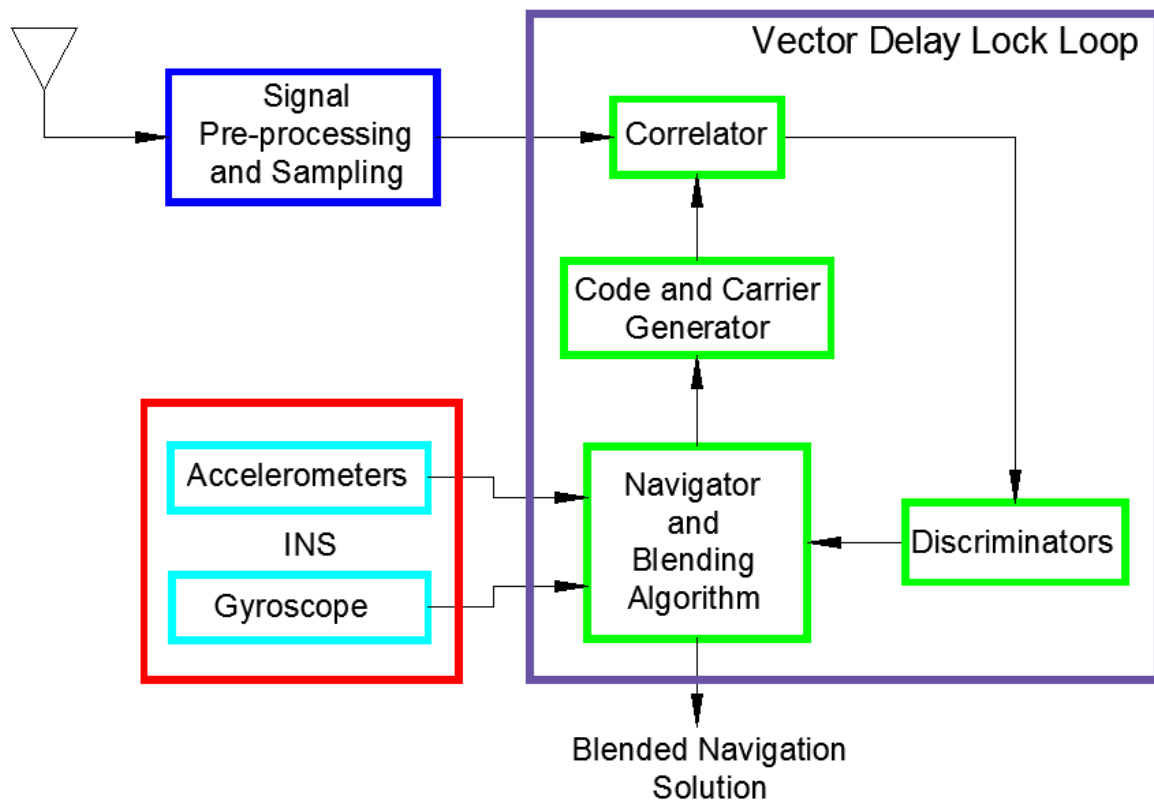 Vector Delay Lock Loop
Signal
Pre-processing
and Sampling
Correlator
Code and Carrier
Generator
Accelerometers
INS
Gyroscope
Navigator
and
Blending
Algorithm
Discriminators
Blended Navigation
Solution